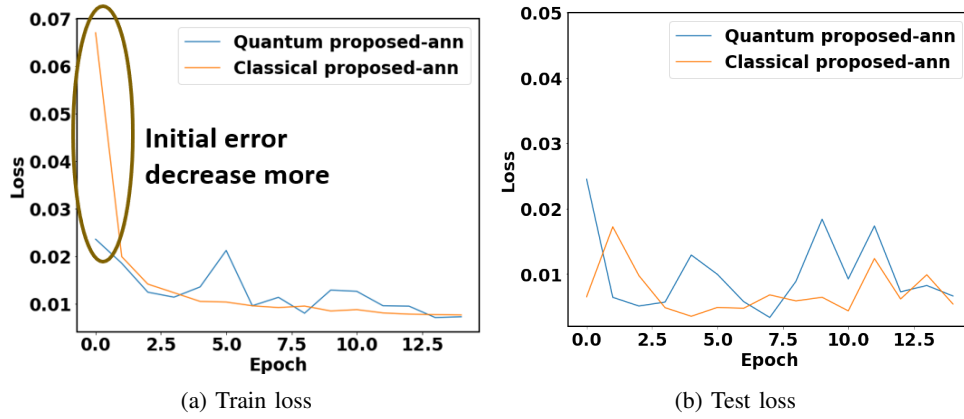 0.07
0.06
0.05
0.04
0.03
0.02
0.01
Loss
Quantum proposed-ann
Classical proposed-ann
Initial error
decrease more
0.0 2.5 5.0 7.5 10.0 12.5
Epoch
(a) Train loss
0.05
0.04
0.03
0.02
0.01
Loss
Quantum proposed-ann
Classical proposed-ann
0.0 2.5 5.0 7.5 10.0 12.5
Epoch
(b) Test loss